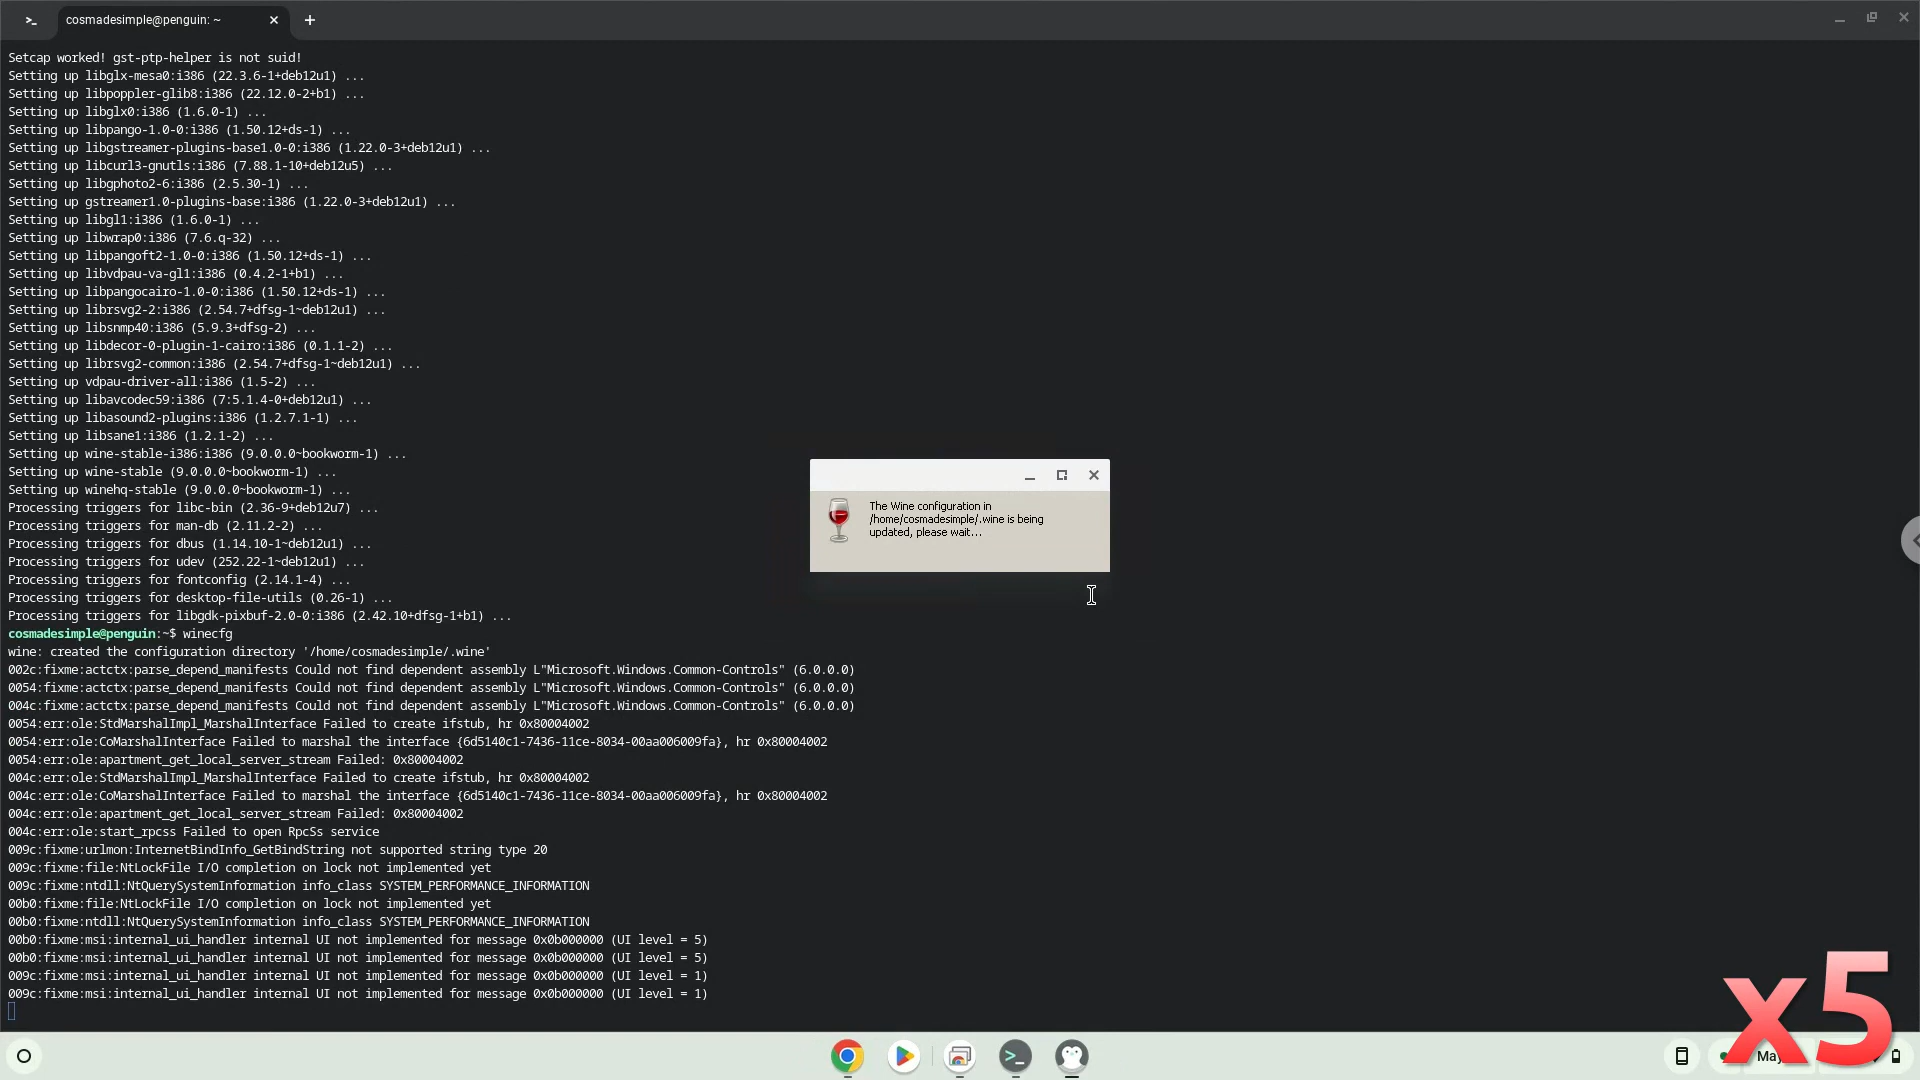 cosmadesimple@penguin: ~
Setcap worked! gst-ptp-helper is not suid!
Setting up libglx-mesa0:i386 (22.3.6-1+deb12u1) ...
Setting up libpoppler-glib8:i386 (22.12.0-2+b1) ...
Setting up libglx0:i386 (1.6.0-1) ...
Setting up libpango-1.0-0:i386 (1.50.12+ds-1) ...
Setting up libgstreamer-plugins-base1.0-0:i386 (1.22.0-3+deb12u1) ...
Setting up libcurl3-gnutls:i386 (7.88.1-10+deb12u5) ...
Setting up libgphoto2-6:i386 (2.5.30-1) ...
Setting up gstreamer1.0-plugins-base:i386 (1.22.0-3+deb12u1) ...
Setting up libgl1:i386 (1.6.0-1) ...
Setting up libwrap0:i386 (7.6.q-32) ...
Setting up libpangoft2-1.0-0:i386 (1.50.12+ds-1) ...
Setting up libvdpau-va-gl1:i386 (0.4.2-1+b1) ...
Setting up libpangocairo-1.0-0:i386 (1.50.12+ds-1) ...
Setting up librsvg2-2:i386 (2.54.7+dfsg-1~deb12u1) ...
Setting up libsnmp40:i386 (5.9.3+dfsg-2) ...
Setting up libdecor-0-plugin-1-cairo:i386 (0.1.1-2) ...
Setting up librsvg2-common:i386 (2.54.7+dfsg-1~deb12u1) ...
Setting up vdpau-driver-all:i386 (1.5-2) ...
Setting up libavcodec59:i386 (7:5.1.4-0+deb12u1) ...
Setting up libasound2-plugins:i386 (1.2.7.1-1) ...
Setting up libsane1:i386 (1.2.1-2) ...
Setting up wine-stable-i386:i386 (9.0.0.0~bookworm-1) ...
Setting up wine-stable (9.0.0.0~bookworm-1) ...
Setting up winehq-stable (9.0.0.0~bookworm-1) ...
Processing triggers for libc-bin (2.36-9+deb12u7) ...
Processing triggers for man-db (2.11.2-2) ...
Processing triggers for dbus (1.14.10-1~deb12u1) ...
Processing triggers for udev (252.22-1~deb12u1) ...
Processing triggers for fontconfig (2.14.1-4) ...
Processing triggers for desktop-file-utils (0.26-1) ...
Processing triggers for libgdk-pixbuf-2.0-0:i386 (2.42.10+dfsg-1+b1) ...
cosmadesimple@penguin:~$ winecfg
wine: created the configuration directory '/home/cosmadesimple/.wine'
002c:fixme:actctx:parse_depend_manifests Could not find dependent assembly L"Microsoft.Windows.Common-Controls" (6.0.0.0)
0054:fixme:actctx:parse_depend_manifests Could not find dependent assembly L"Microsoft.Windows.Common-Controls" (6.0.0.0)
004c:fixme:actctx:parse_depend_manifests Could not find dependent assembly L"Microsoft.Windows.Common-Controls" (6.0.0.0)
0054:err:ole:StdMarshalImpl_MarshalInterface Failed to create ifstub, hr 0x80004002
0054:err:ole:CoMarshalInterface Failed to marshal the interface {6d5140c1-7436-11ce-8034-00aa006009fa}, hr 0x80004002
0054:err:ole:apartment_get_local_server_stream Failed: 0x80004002
004c:err:ole:StdMarshalImpl_MarshalInterface Failed to create ifstub, hr 0x80004002
004c:err:ole:CoMarshalInterface Failed to marshal the interface {6d5140c1-7436-11ce-8034-00aa006009fa}, hr 0x80004002
004c:err:ole:apartment_get_local_server_stream Failed: 0x80004002
004c:err:ole:start_rpcss Failed to open RpcSs service
009c:fixme:urlmon:InternetBindInfo_GetBindString not supported string type 20
009c:fixme:file:NtLockFile I/O completion on lock not implemented yet
009c:fixme:ntdll:NtQuerySystemInformation info_class SYSTEM_PERFORMANCE_INFORMATION
00b0:fixme:file:NtLockFile I/O completion on lock not implemented yet
00b0:fixme:ntdll:NtQuerySystemInformation info_class SYSTEM_PERFORMANCE_INFORMATION
00b0:fixme:msi:internal_ui_handler internal UI not implemented for message 0x0b000000 (UI level = 5)
00b0:fixme:msi:internal_ui_handler internal UI not implemented for message 0x0b000000 (UI level = 5)
009c:fixme:msi:internal_ui_handler internal UI not implemented for message 0x0b000000 (UI level = 1)
009c:fixme:msi:internal_ui_handler internal UI not implemented for message 0x0b000000 (UI level = 1)
The Wine configuration in
/home/cosmadesimple/.wine is being
updated, please wait...
x5
May